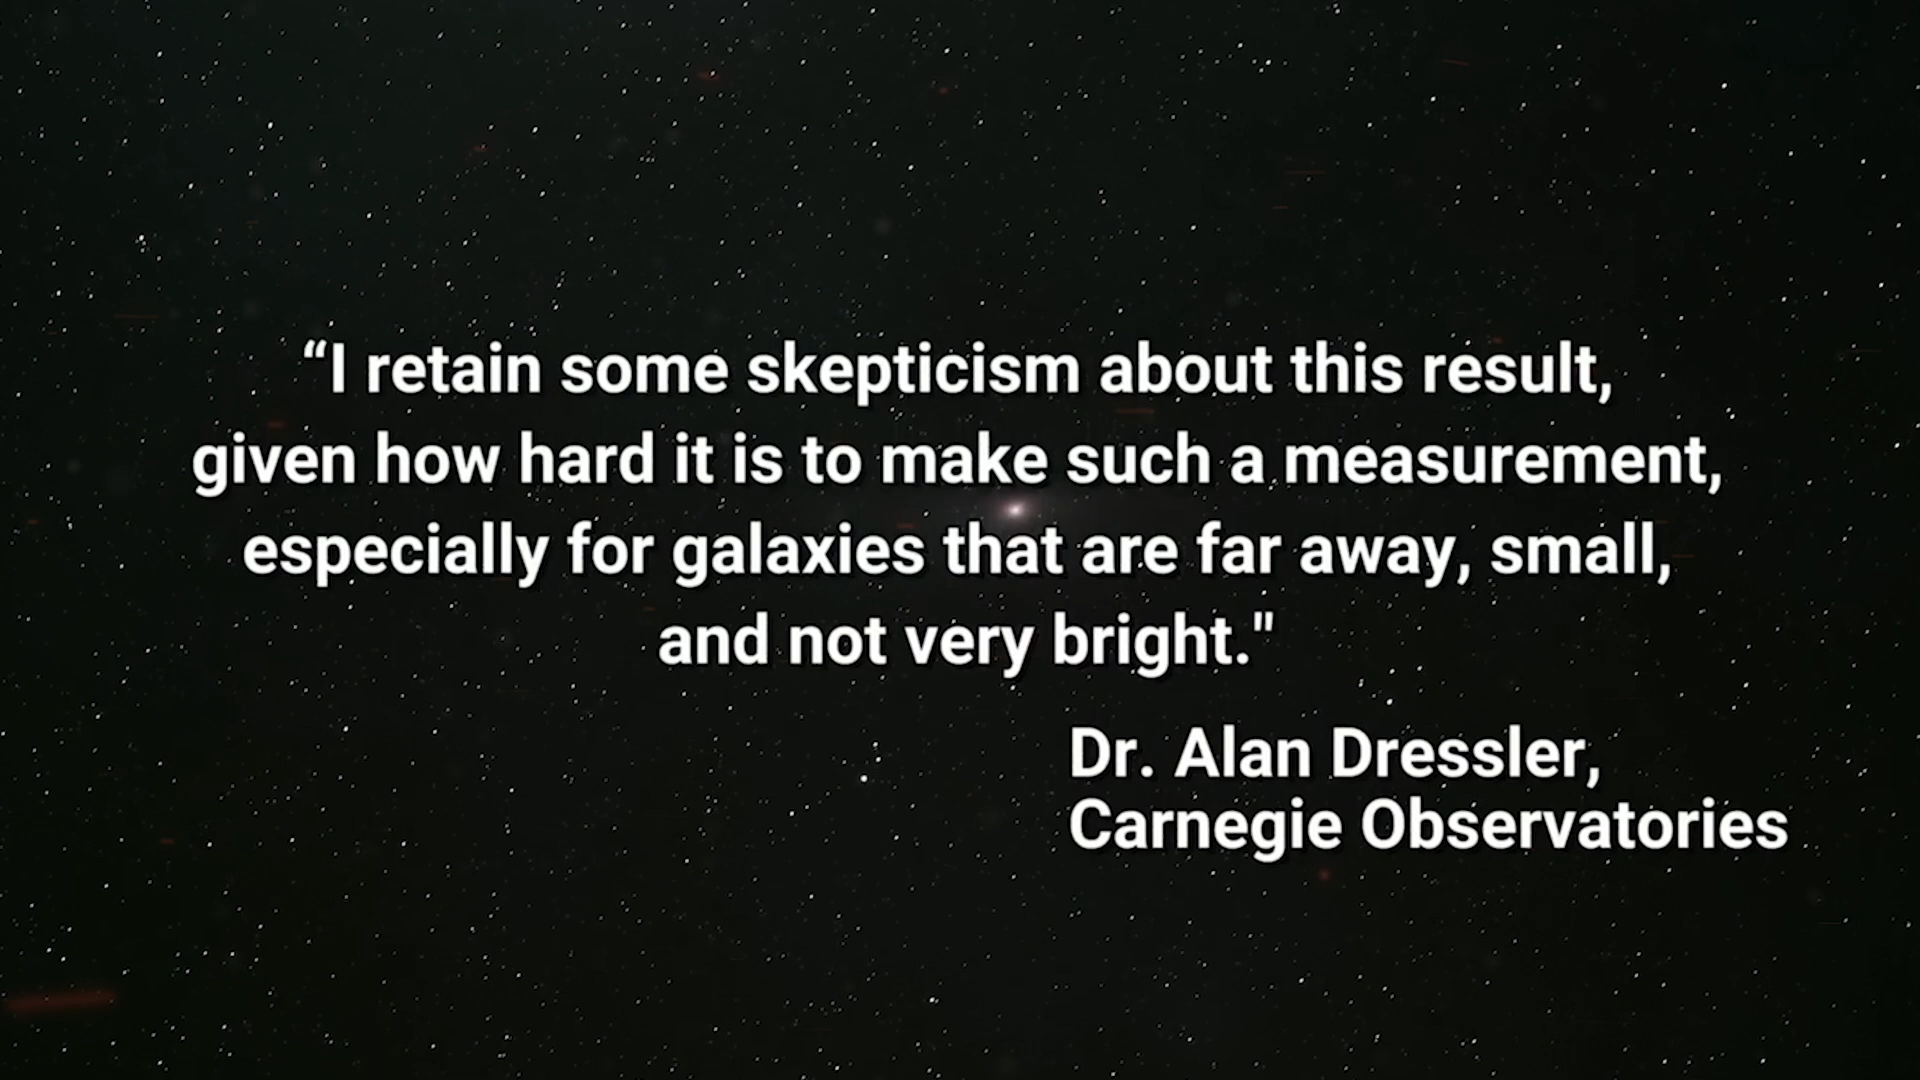 “I retain some skepticism about this result,
given how hard it is to make such a measurement,
especially for galaxies that are far away, small,
and not very bright."
Dr. Alan Dressler,
Carnegie Observatories